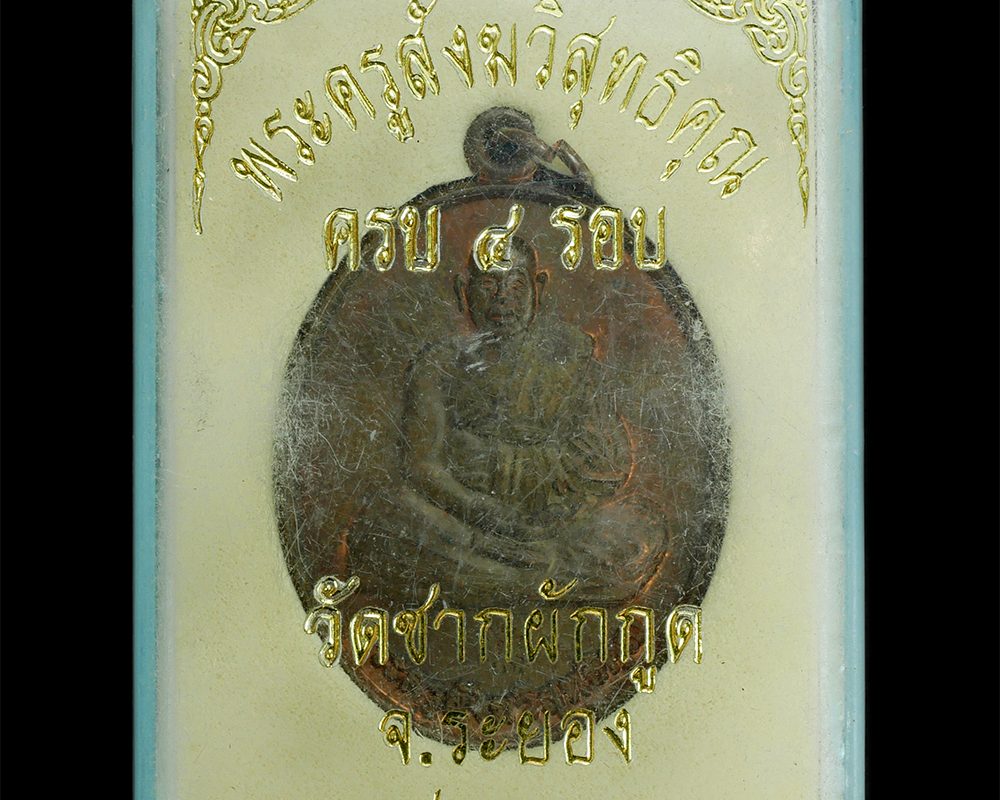 พระครูสังฆวิสุทธิคุณ
ครบ ๔ รอบ
วัดชากผักกูด
จ.ระยอง